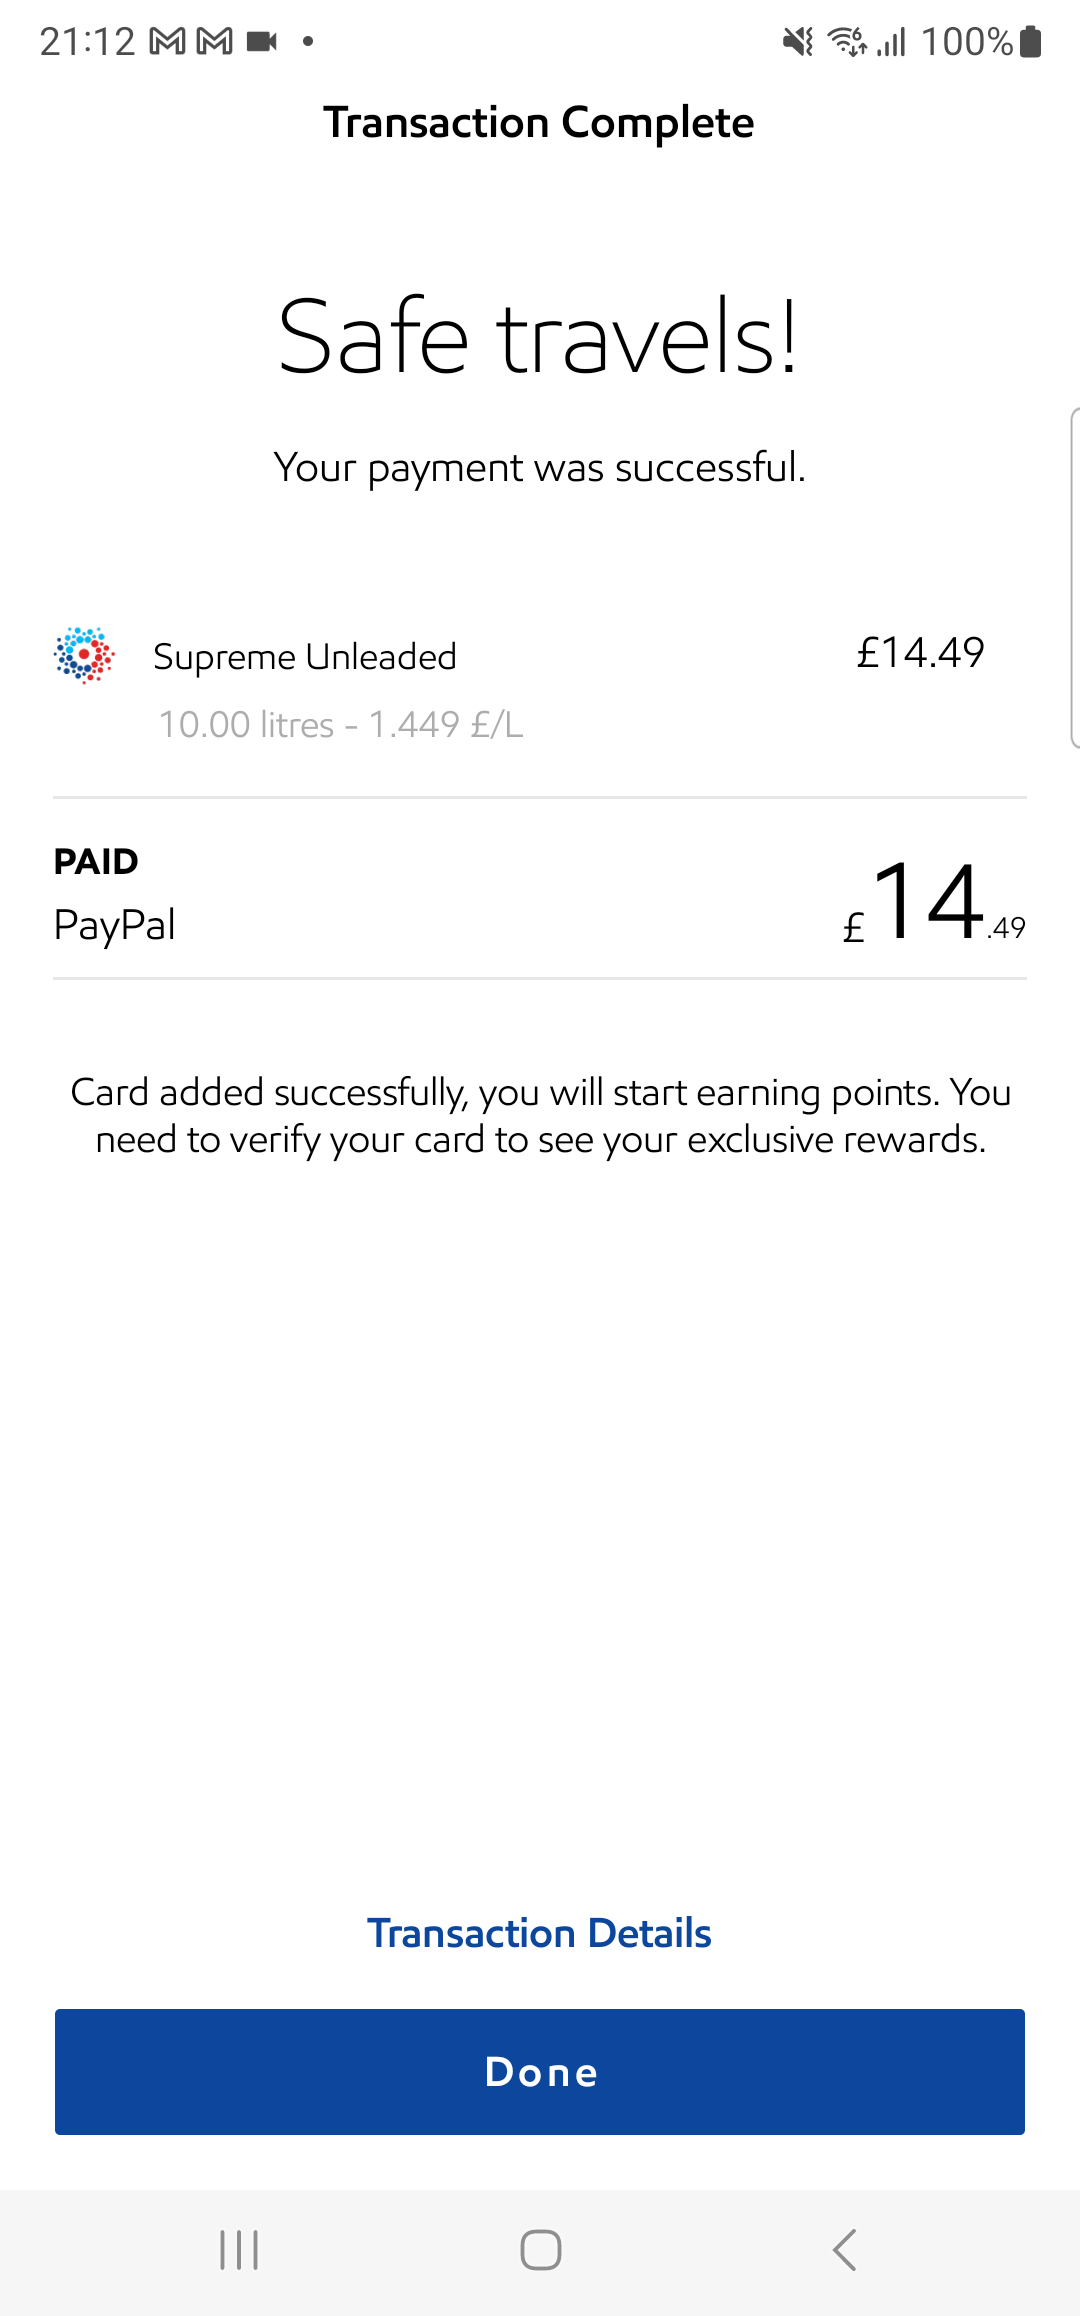 21:12
100%
Transaction Complete
Safe travels!
Your payment was successful.
Supreme Unleaded £14.49
10.00 litres - 1.449 £/L
PAID
PayPal £14.49
Card added successfully, you will start earning points. You
need to verify your card to see your exclusive rewards.
Transaction Details
Done